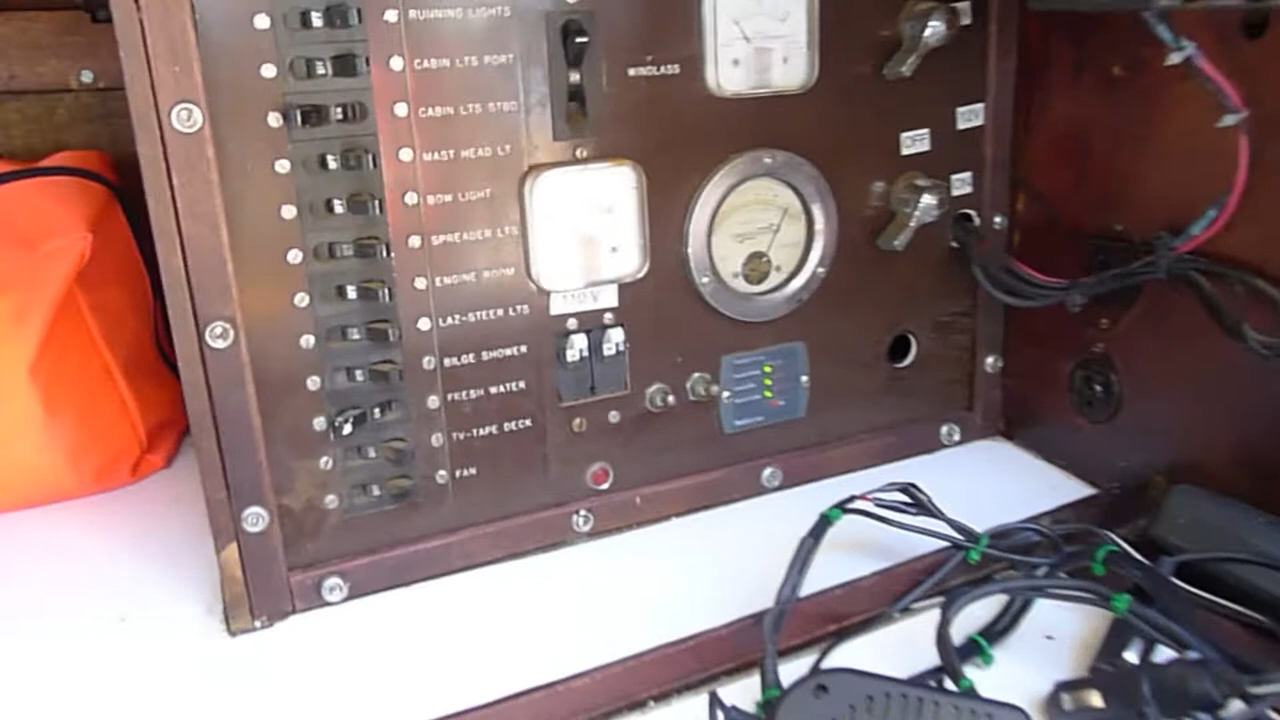 RUNNING LIGHTS
CABIN LTS PORT
CABIN LTS STBD
MAST HEAD LT
BOW LIGHT
SPREADER LTS
ENGINE ROOM
LAZ-STEER LTS
BILGE SHOWER
FRESH WATER
TV-TAPE DECK
FAN
WINDLASS
110V
12V
OFF
ON